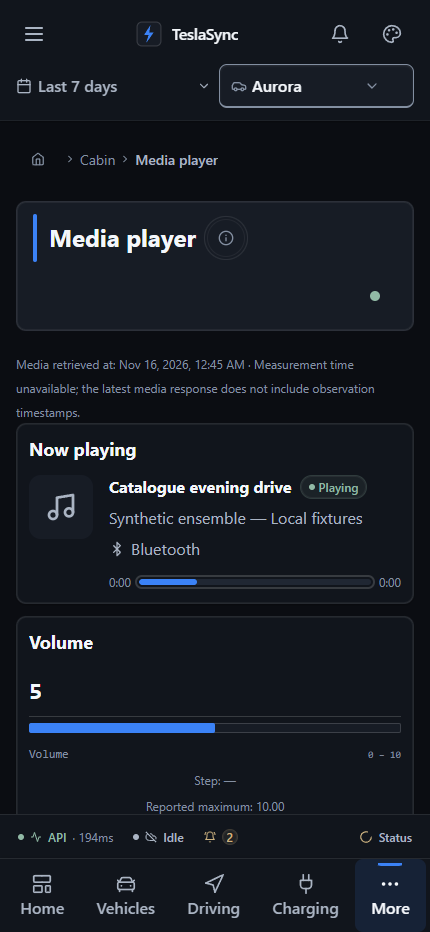 TeslaSync
Last 7 days
Aurora
Cabin
Media player
Media player
Media retrieved at: Nov 16, 2026, 12:45 AM · Measurement time
unavailable; the latest media response does not include observation
timestamps.
Now playing
Catalogue evening drive
Playing
Synthetic ensemble — Local fixtures
Bluetooth
0:00
0:00
Volume
5
Volume
0 – 10
Step: —
Reported maximum: 10.00
API · 194ms
Idle
2
Status
Home
Vehicles
Driving
Charging
More